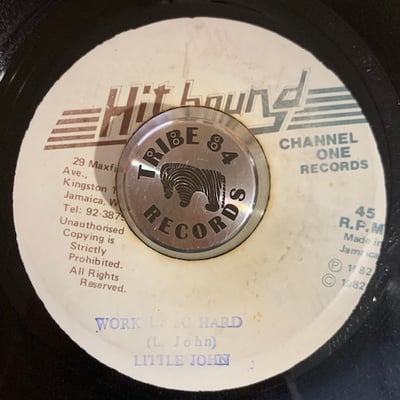 Hit bound
CHANNEL
ONE
RECORDS
TRIBE 84
RECORDS
29
Ave.
Kingston
Jamaica,
Tel: 92-387
Unauthorised
Copying is
Strictly
Prohibited.
All Rights
Reserved.
45
R.P.M
Made in
Jamaica
Ⓟ 1982
© 1982
HARD
(L. John)
LITTLE JOHN